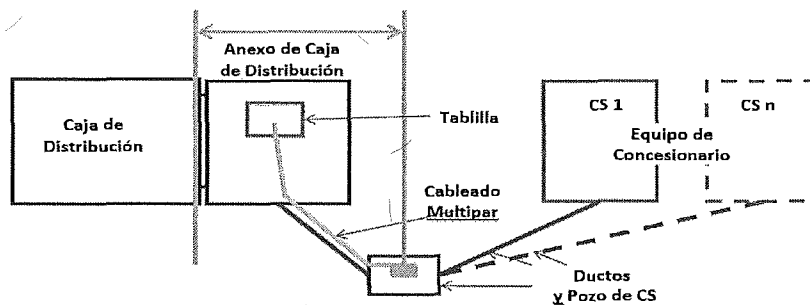 Anexo de Caja
de Distribución
Caja de
Distribución
Tablilla
Cableado
Multipar
CS 1
CS n
Equipo de
Concesionario
Ductos
y Pozo de CS